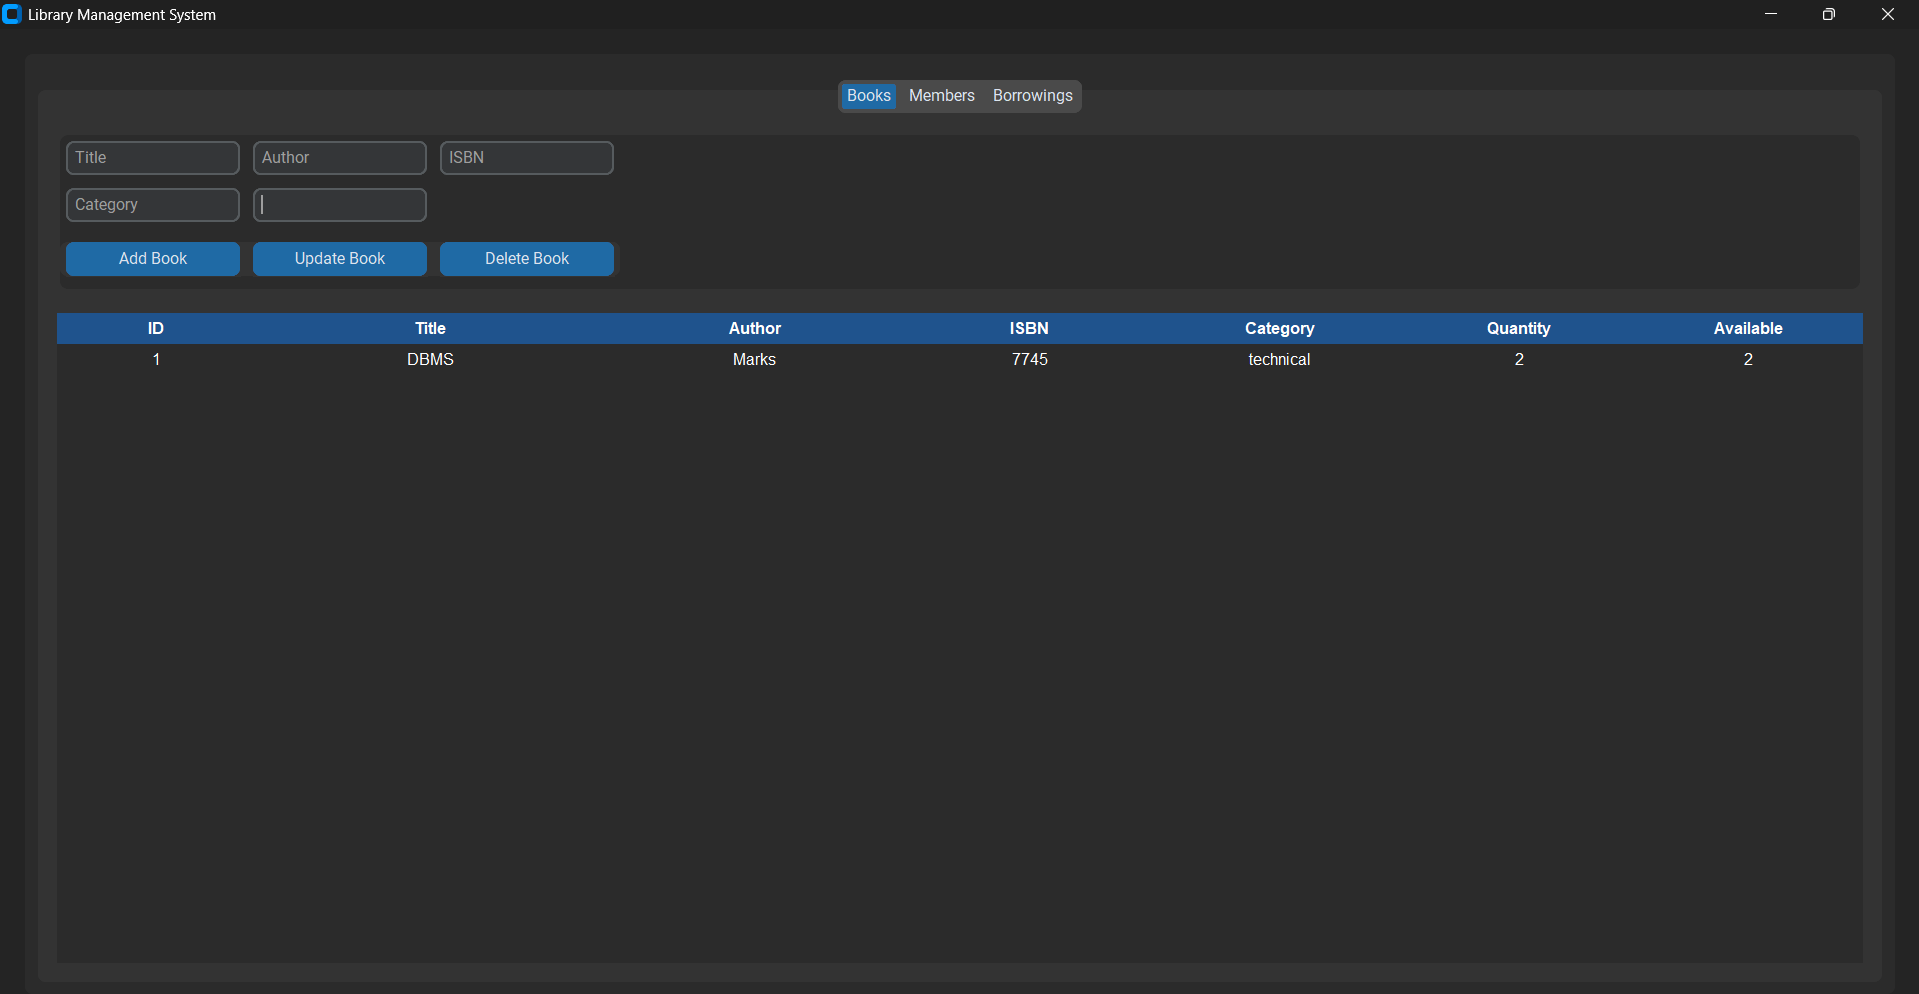 Library Management System
Books Members Borrowings
Title Author ISBN
Category
Add Book Update Book Delete Book
ID Title Author ISBN Category Quantity Available
1 DBMS Marks 7745 technical 2 2